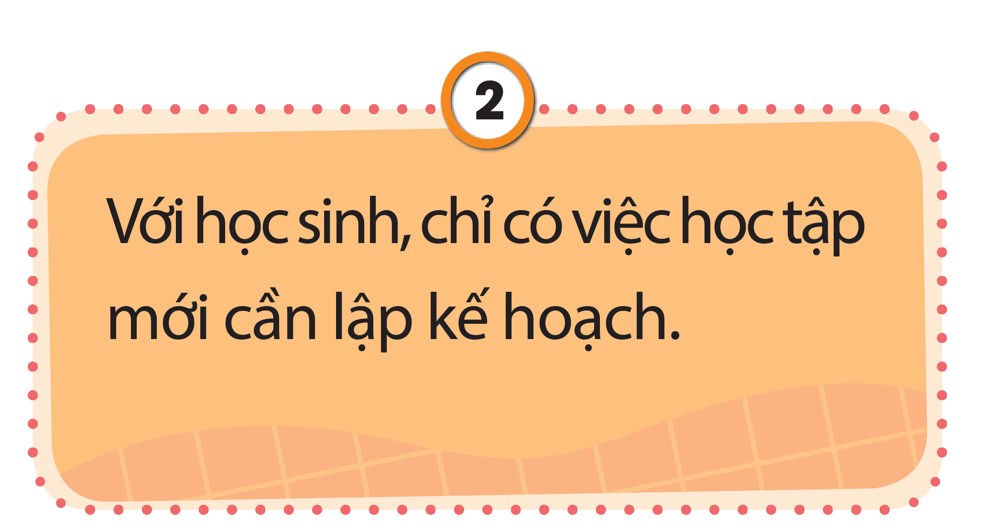 2
Với học sinh, chỉ có việc học tập
mới cần lập kế hoạch.